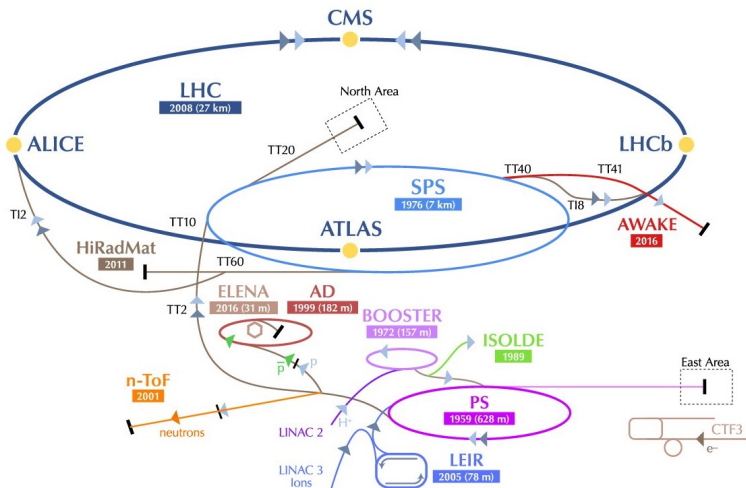 CMS
LHC
2008 (27 km)
North Area
ALICE
LHCb
TT20
TT40
TT41
SPS
1976 (7 km)
TI8
TI2
TT10
ATLAS
AWAKE
2016
HiRadMat
2011
TT60
ELENA
2016 (31 m)
AD
1999 (182 m)
TT2
BOOSTER
1972 (157 m)
ISOLDE
1989
p
p
East Area
n-ToF
2001
PS
1959 (628 m)
neutrons
LINAC 2
H⁺
CTF3
e–
LINAC 3
Ions
LEIR
2005 (78 m)